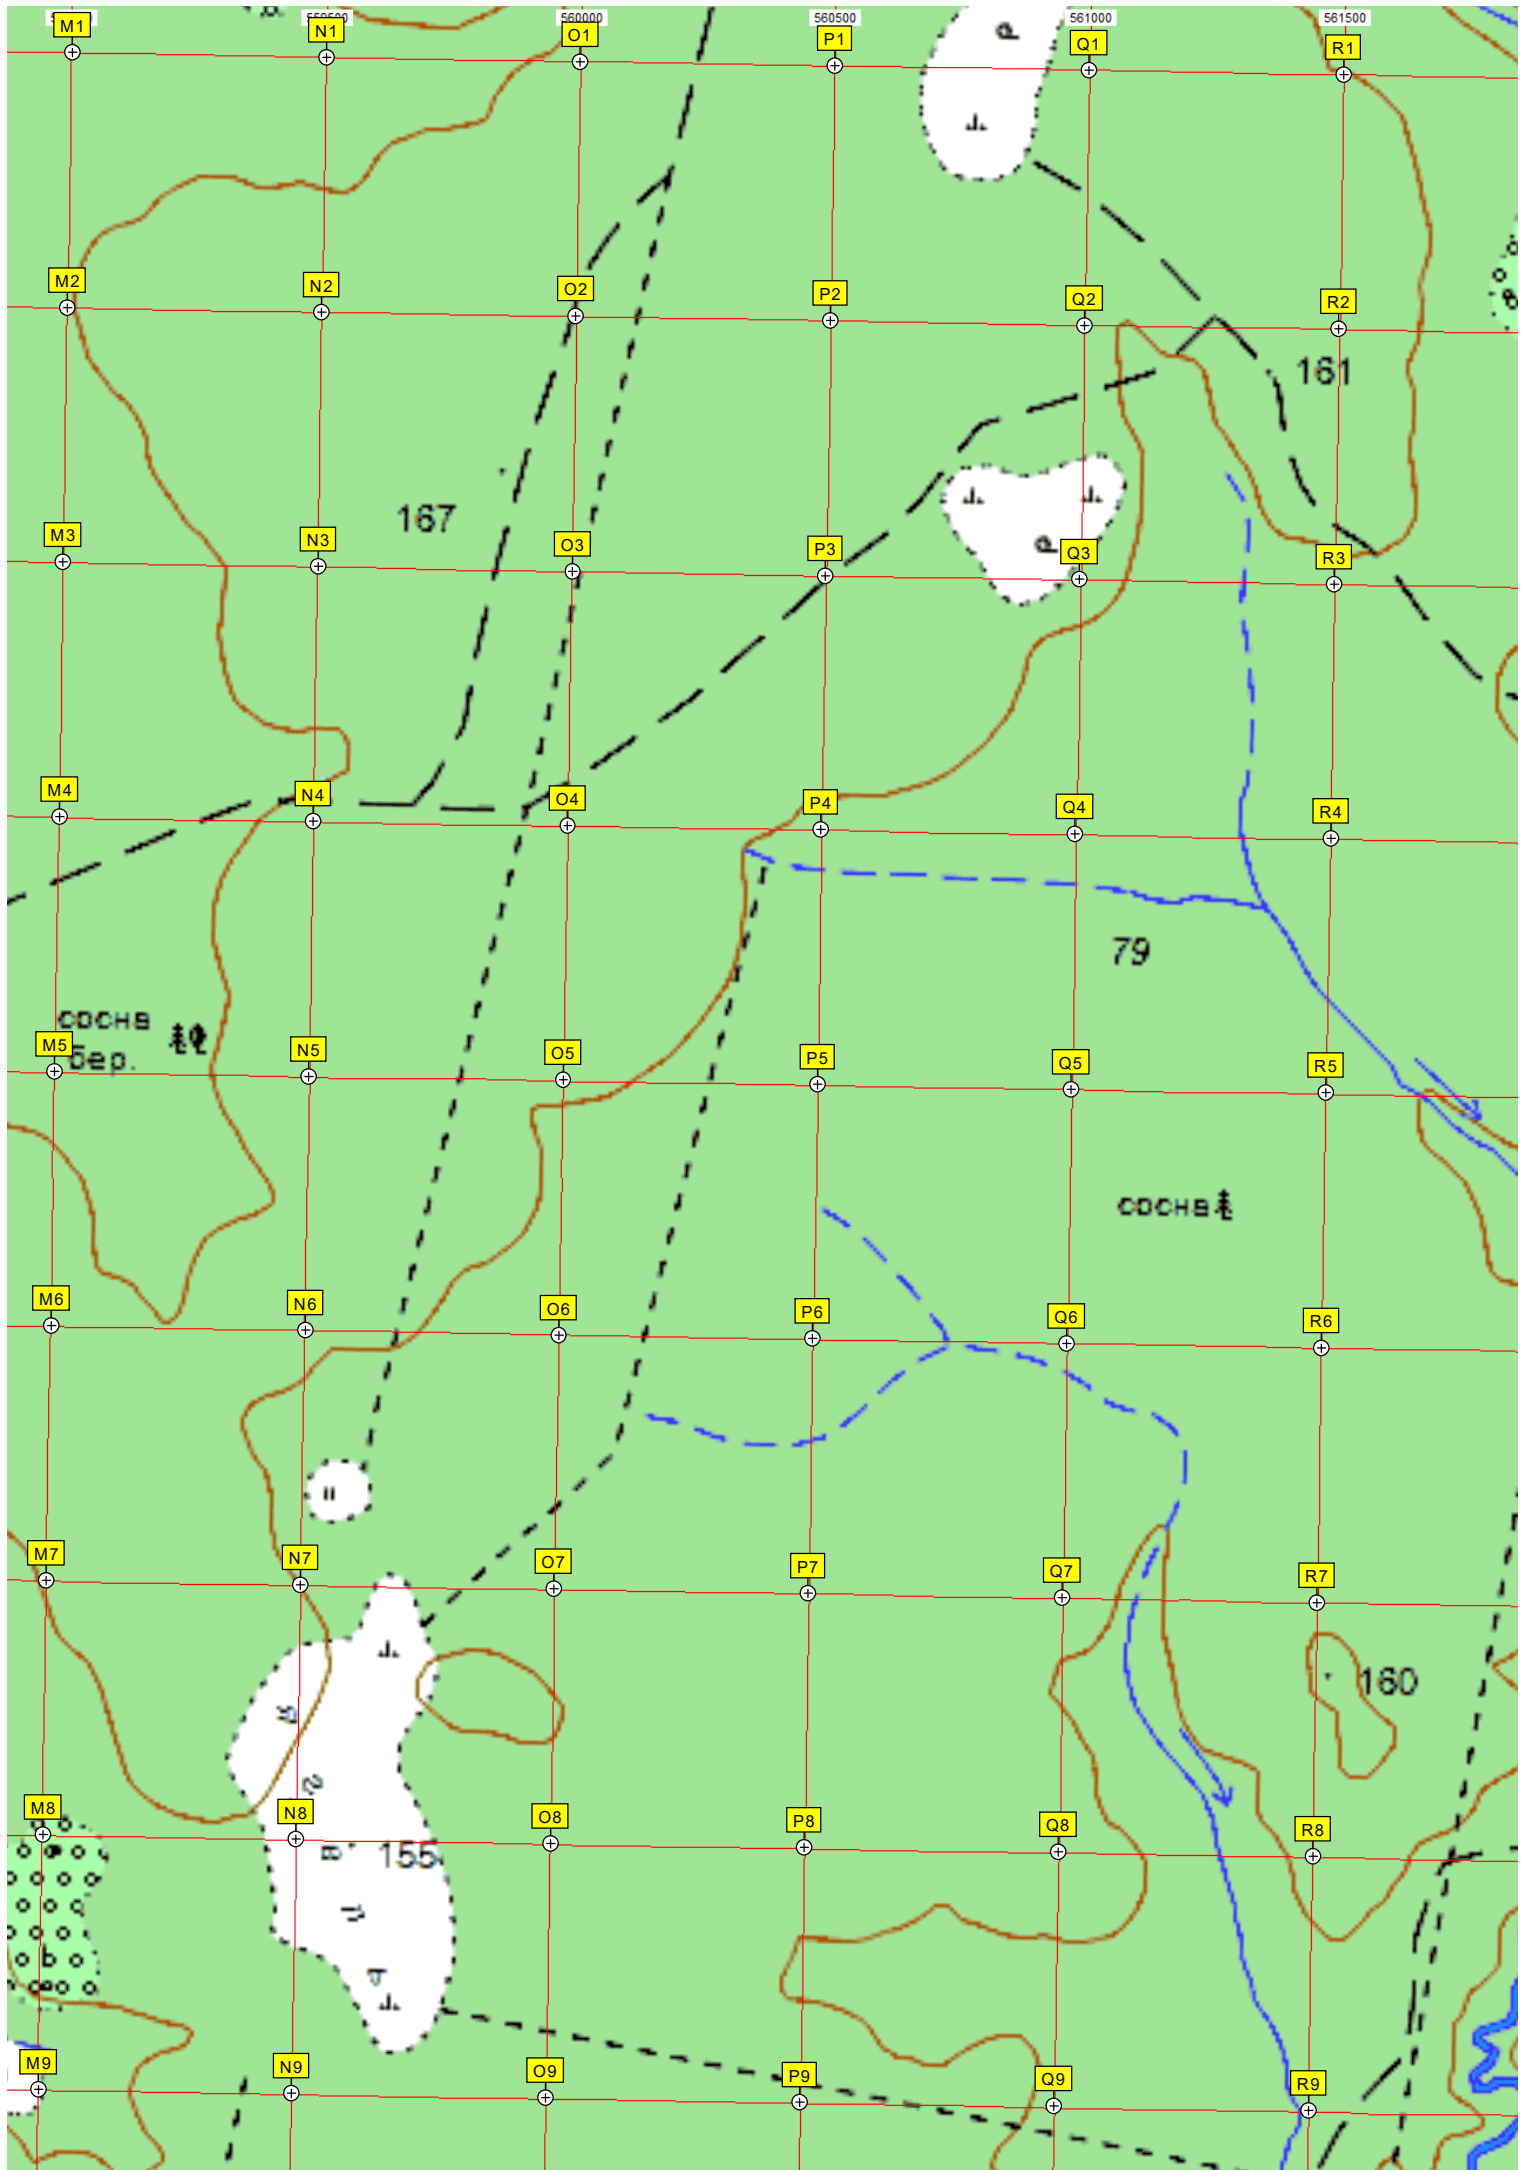 560000 560500 561000 561500
M1 N1 O1 P1 Q1 R1
M2 N2 O2 P2 Q2 R2
161
167
M3 N3 O3 P3 Q3 R3
M4 N4 O4 P4 Q4 R4
79
M5 N5 O5 P5 Q5 R5
бер.
M6 N6 O6 P6 Q6 R6
M7 N7 O7 P7 Q7 R7
160
M8 N8 O8 P8 Q8 R8
155
M9 N9 O9 P9 Q9 R9